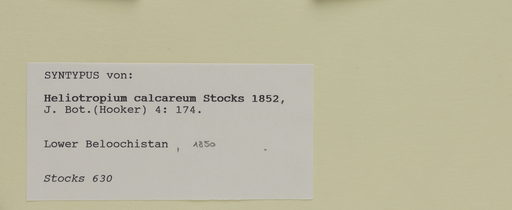 SYNTYPUS von:
Heliotropium calcareum Stocks 1852,
J. Bot.(Hooker) 4: 174.
Lower Beloochistan , 1850
Stocks 630